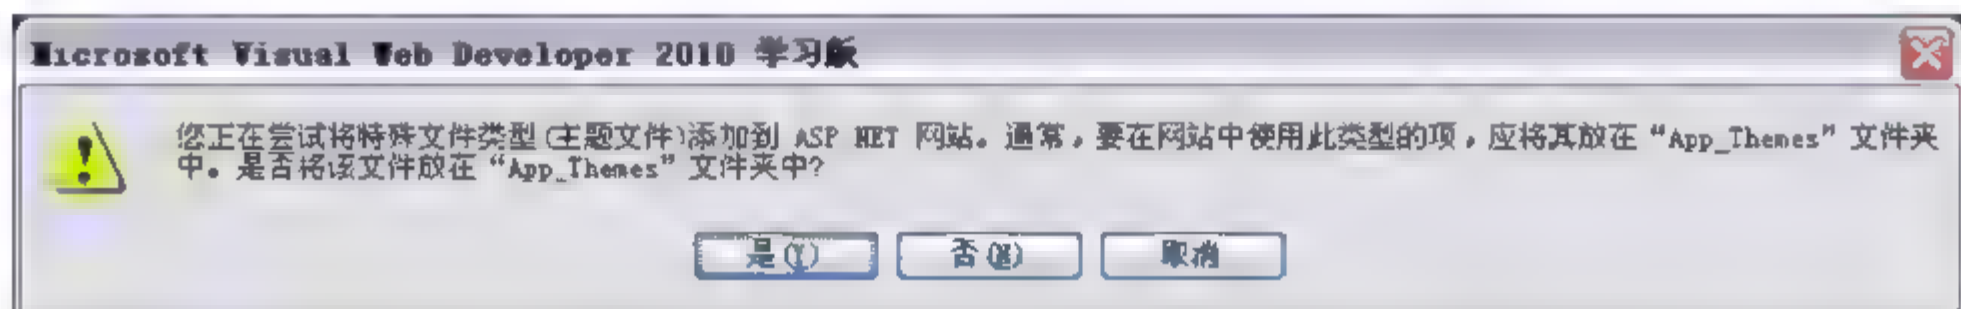 Microsoft Visual Web Developer 2010 学习版
您正在尝试将特殊文件类型(主题文件)添加到 ASP NET 网站。通常，要在网站中使用此类型的项，应将其放在“App_Themes”文件夹
中。是否将该文件放在“App_Themes”文件夹中?
是(Y) 否(N) 取消